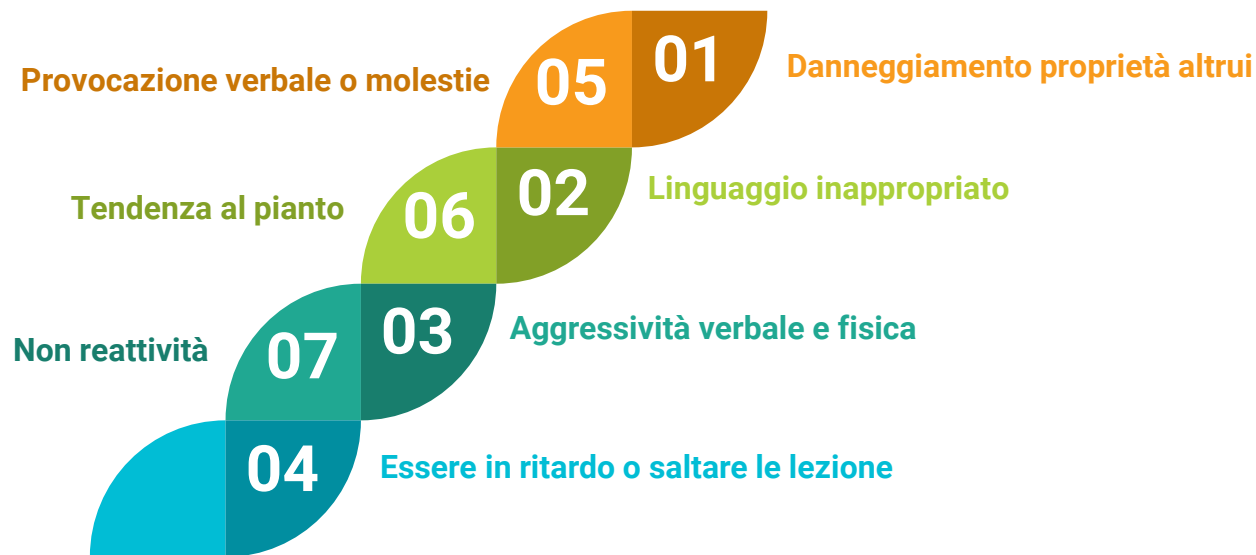 01
Danneggiamento proprietà altrui
05
Provocazione verbale o molestie
02
Linguaggio inappropriato
06
Tendenza al pianto
03
Aggressività verbale e fisica
07
Non reattività
04
Essere in ritardo o saltare le lezione